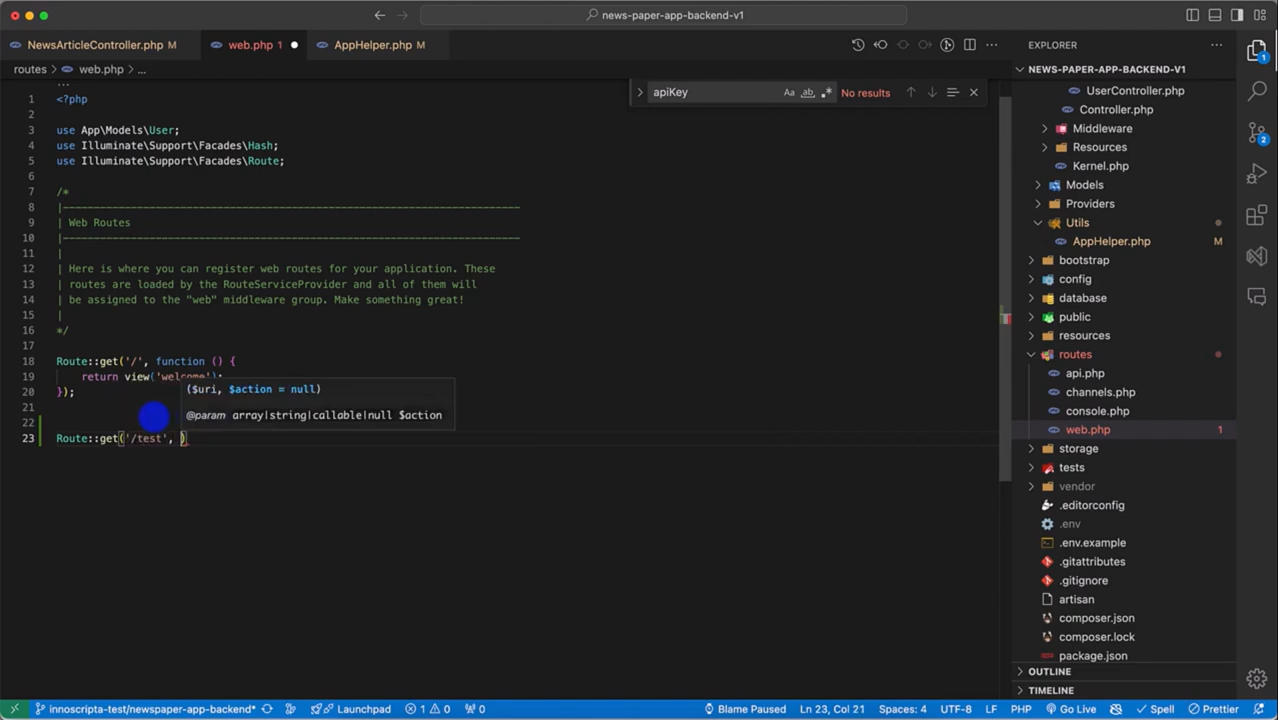 news-paper-app-backend-v1
NewsArticleController.php M
web.php 1
AppHelper.php M
EXPLORER
routes > web.php > ...
NEWS-PAPER-APP-BACKEND-V1
apiKey
Aa
ab
No results
...
1 <?php
2
3 use App\Models\User;
4 use Illuminate\Support\Facades\Hash;
5 use Illuminate\Support\Facades\Route;
6
7 /*
8 |--------------------------------------------------------------------------
9 | Web Routes
10 |--------------------------------------------------------------------------
11 |
12 | Here is where you can register web routes for your application. These
13 | routes are loaded by the RouteServiceProvider and all of them will
14 | be assigned to the "web" middleware group. Make something great!
15 |
16 */
17
18 Route::get('/', function () {
19 return view('welcome');
20 });
21
22
23 Route::get('/test', )
($uri, $action = null)
@param array|string|callable|null $action
UserController.php
Controller.php
Middleware
Resources
Kernel.php
Models
Providers
Utils
AppHelper.php M
bootstrap
config
database
public
resources
routes
api.php
channels.php
console.php
web.php 1
storage
tests
vendor
.editorconfig
.env
.env.example
.gitattributes
.gitignore
artisan
composer.json
composer.lock
package.json
OUTLINE
TIMELINE
1
2
innoscripta-test/newspaper-app-backend* Launchpad 1 0 0 Blame Paused Ln 23, Col 21 Spaces: 4 UTF-8 LF PHP Go Live Spell Prettier